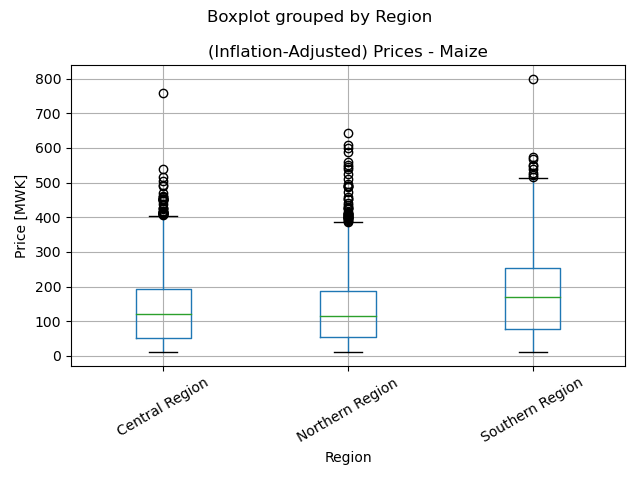 Boxplot grouped by Region
(Inflation-Adjusted) Prices - Maize
800
700
600
500
400
300
200
100
0
Price [MWK]
Central Region
Northern Region
Southern Region
Region